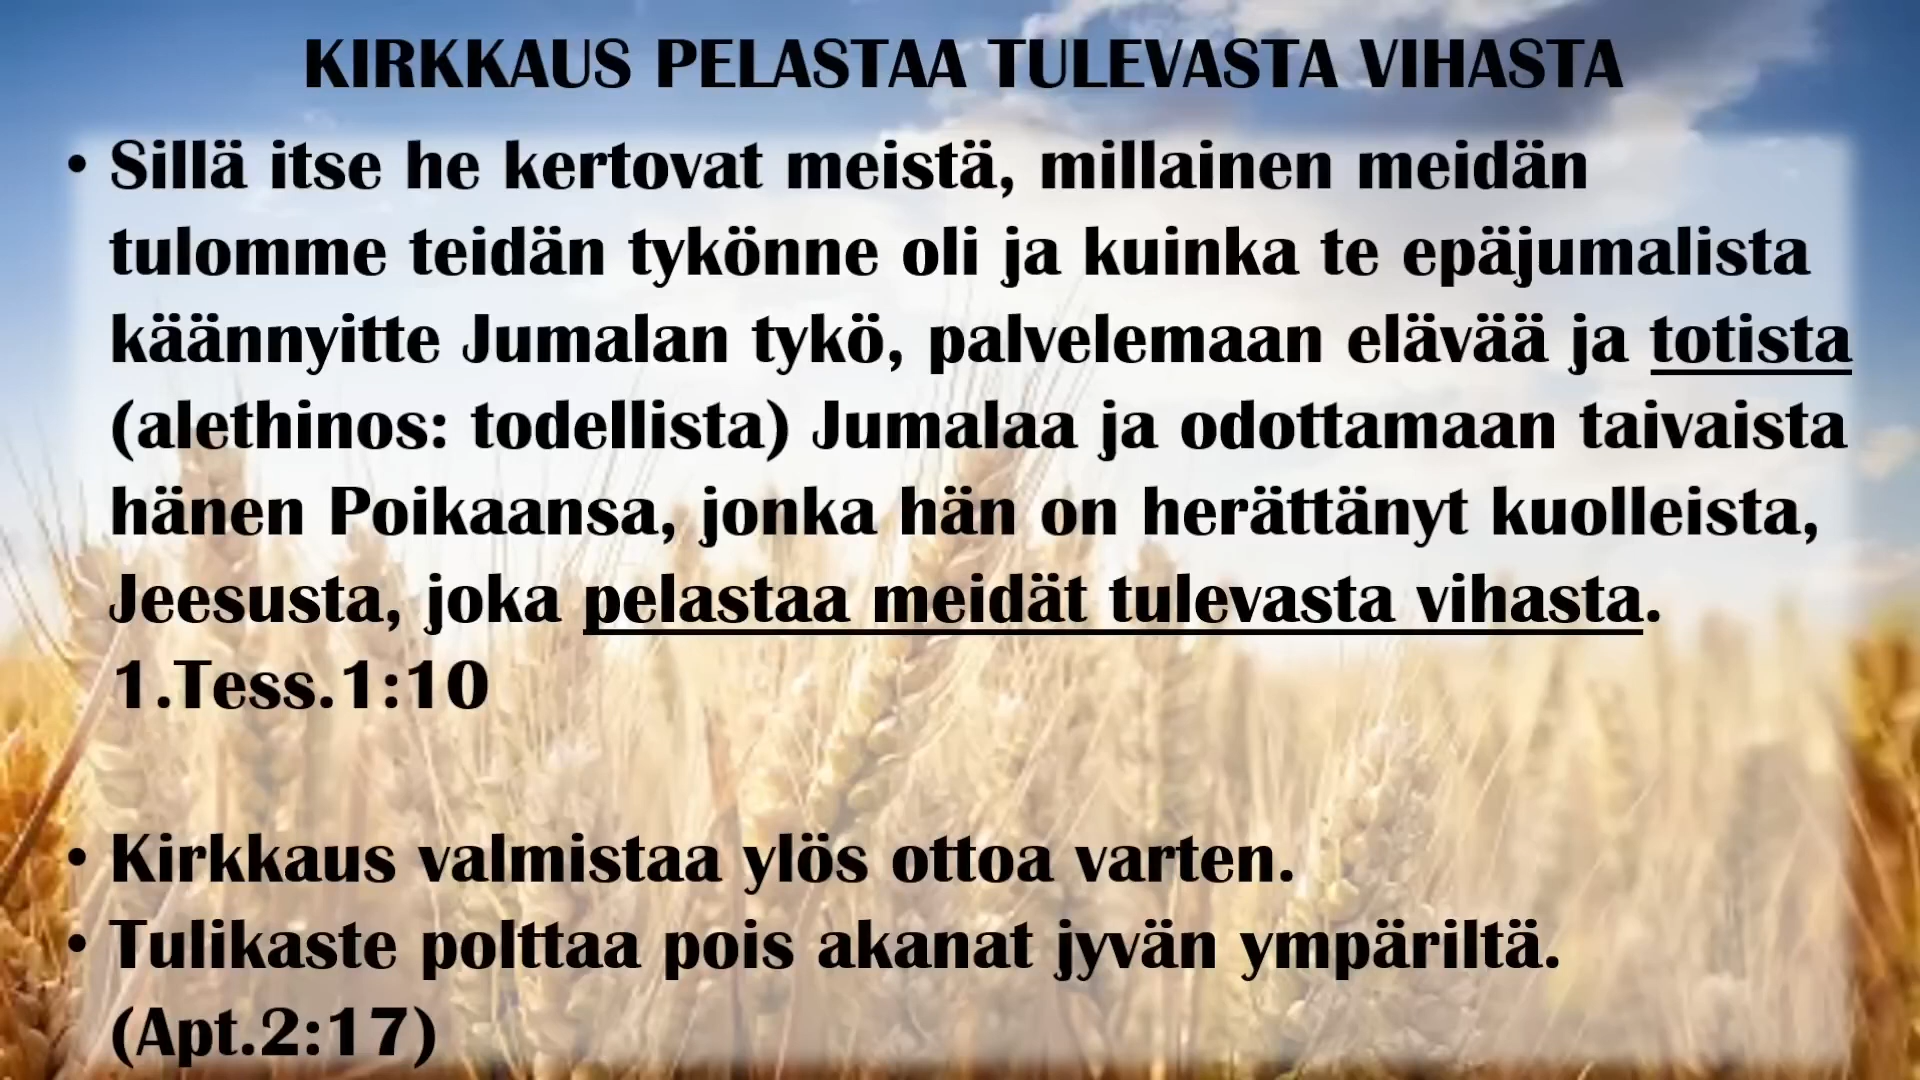 KIRKKAUS PELASTAA TULEVASTA VIHASTA
• Sillä itse he kertovat meistä, millainen meidän
tulomme teidän tykönne oli ja kuinka te epäjumalista
käännyitte Jumalan tykö, palvelemaan elävää ja totista
(alethinos: todellista) Jumalaa ja odottamaan taivaista
hänen Poikaansa, jonka hän on herättänyt kuolleista,
Jeesusta, joka pelastaa meidät tulevasta vihasta.
1.Tess.1:10
• Kirkkaus valmistaa ylös ottoa varten.
• Tulikaste polttaa pois akanat jyvän ympäriltä.
(Apt.2:17)